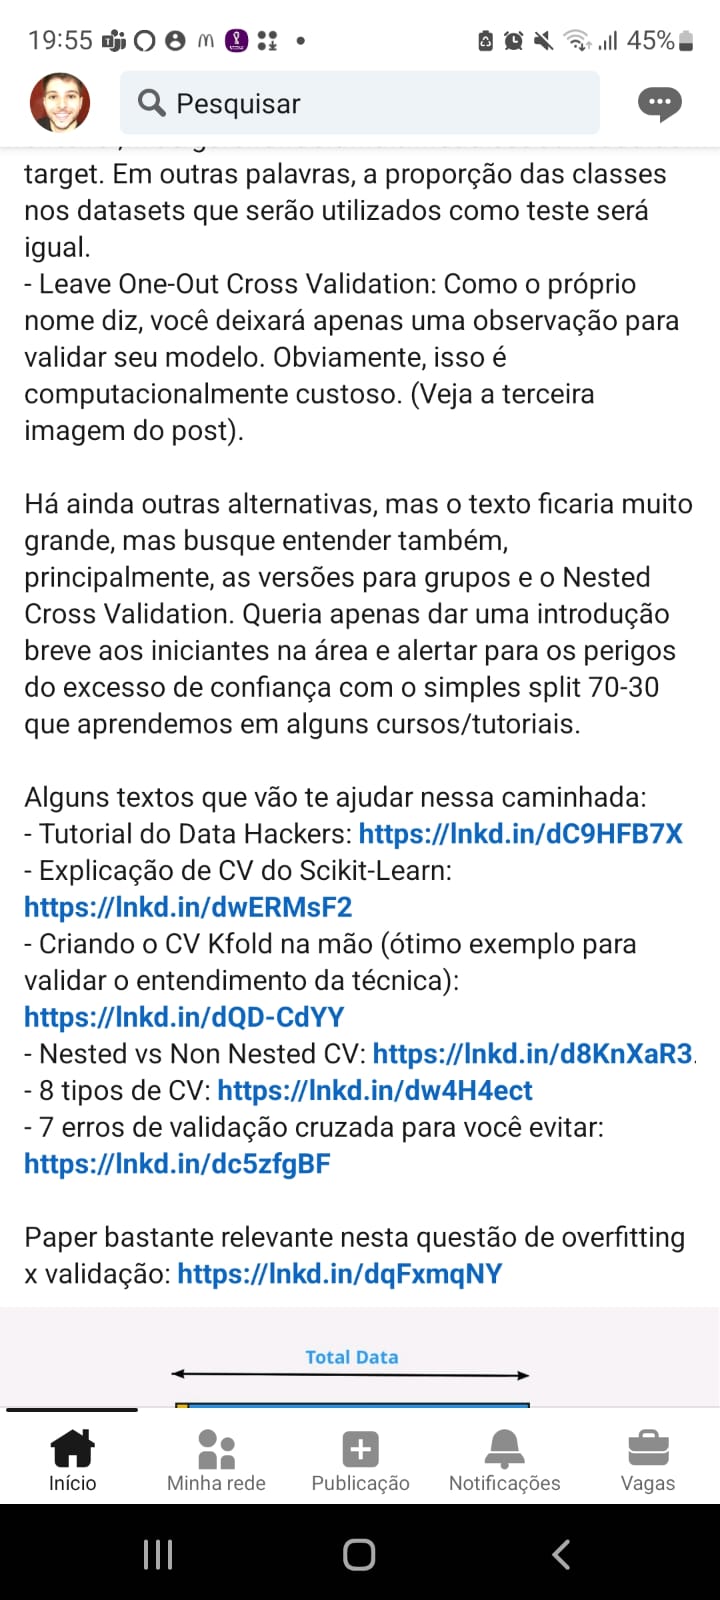 19:55
45%
Pesquisar
target. Em outras palavras, a proporção das classes
nos datasets que serão utilizados como teste será
igual.
- Leave One-Out Cross Validation: Como o próprio
nome diz, você deixará apenas uma observação para
validar seu modelo. Obviamente, isso é
computacionalmente custoso. (Veja a terceira
imagem do post).
Há ainda outras alternativas, mas o texto ficaria muito
grande, mas busque entender também,
principalmente, as versões para grupos e o Nested
Cross Validation. Queria apenas dar uma introdução
breve aos iniciantes na área e alertar para os perigos
do excesso de confiança com o simples split 70-30
que aprendemos em alguns cursos/tutoriais.
Alguns textos que vão te ajudar nessa caminhada:
- Tutorial do Data Hackers: https://lnkd.in/dC9HFB7X
- Explicação de CV do Scikit-Learn:
https://lnkd.in/dwERMsF2
- Criando o CV Kfold na mão (ótimo exemplo para
validar o entendimento da técnica):
https://lnkd.in/dQD-CdYY
- Nested vs Non Nested CV: https://lnkd.in/d8KnXaR3.
- 8 tipos de CV: https://lnkd.in/dw4H4ect
- 7 erros de validação cruzada para você evitar:
https://lnkd.in/dc5zfgBF
Paper bastante relevante nesta questão de overfitting
x validação: https://lnkd.in/dqFxmqNY
Total Data
Início
Minha rede
Publicação
Notificações
Vagas